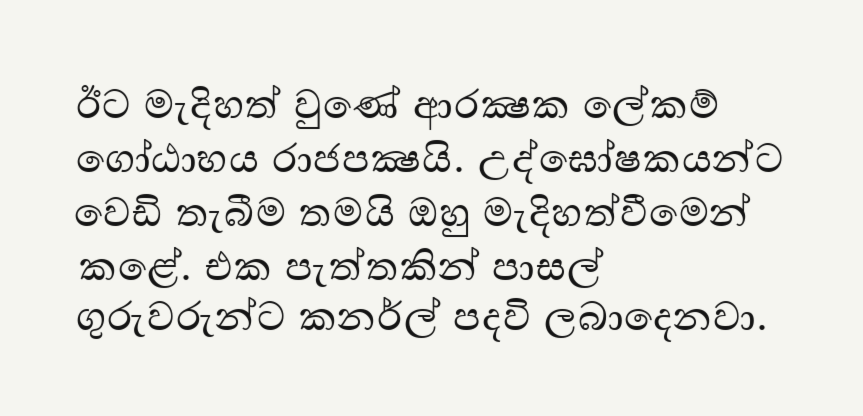 ඊට මැදිහත් වුණේ ආරක්‍ෂක ලේකම්
ගෝඨාභය රාජපක්‍ෂයි. උද්ඝෝෂකයන්ට
වෙඩි තැබීම තමයි ඔහු මැදිහත්වීමෙන්
කළේ. එක පැත්තකින් පාසල්
ගුරුවරුන්ට කනර්ල් පදවි ලබාදෙනවා.